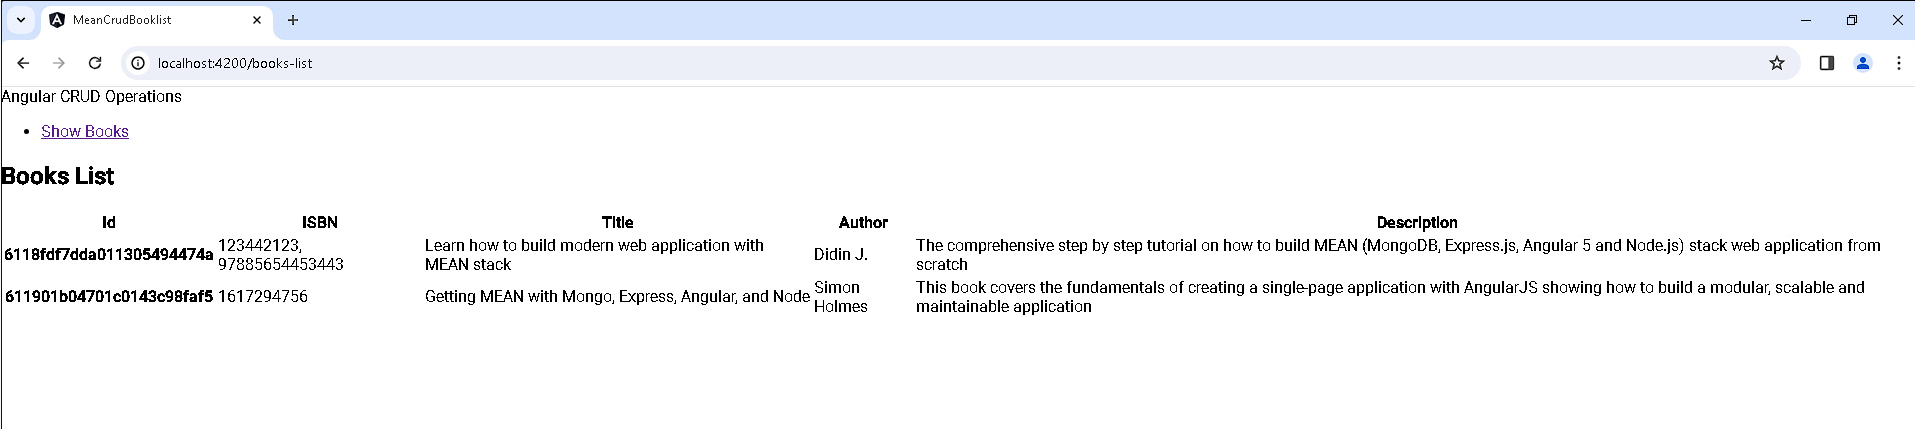 MeanCrudBooklist
localhost:4200/books-list
Angular CRUD Operations
Show Books
Books List
Id ISBN Title Author Description
6118fdf7dda011305494474a 123442123, 97885654453443 Learn how to build modern web application with MEAN stack Didin J. The comprehensive step by step tutorial on how to build MEAN (MongoDB, Express.js, Angular 5 and Node.js) stack web application from scratch
611901b04701c0143c98faf5 1617294756 Getting MEAN with Mongo, Express, Angular, and Node Simon Holmes This book covers the fundamentals of creating a single-page application with AngularJS showing how to build a modular, scalable and maintainable application